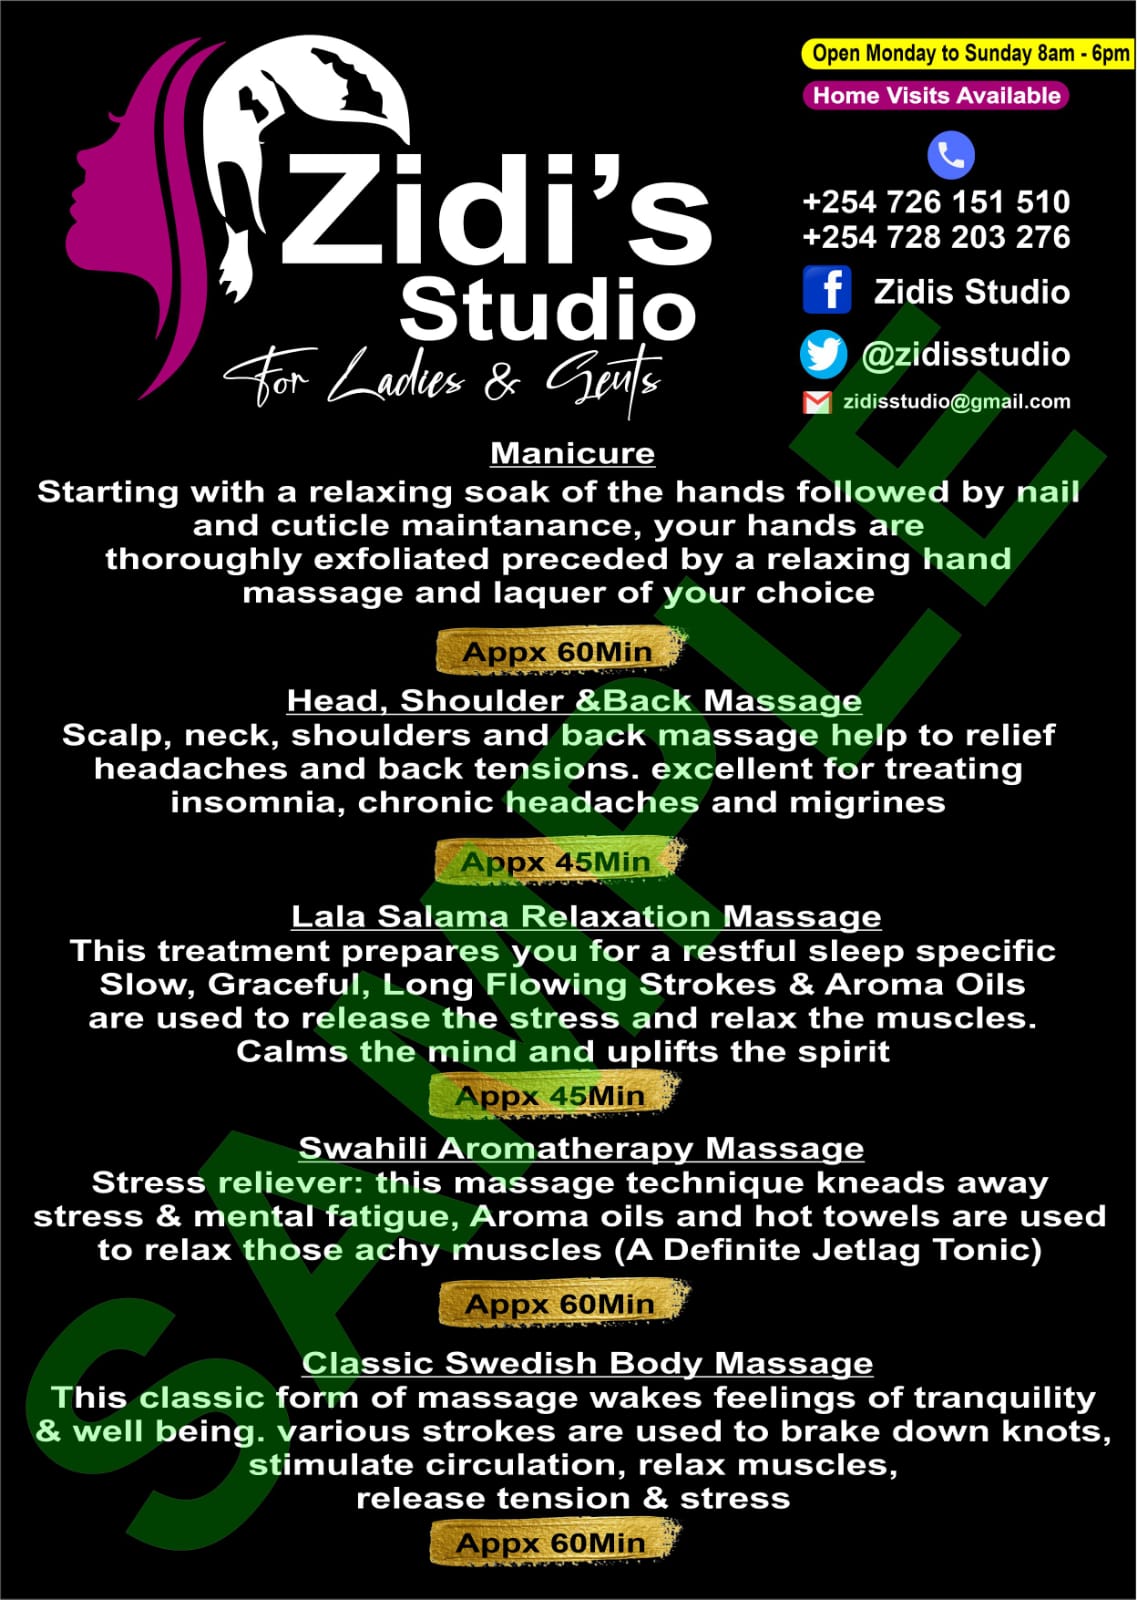 Open Monday to Sunday 8am - 6pm
Home Visits Available
Zidi's
Studio
For Ladies & Gents
+254 726 151 510
+254 728 203 276
Zidis Studio
@zidisstudio
zidisstudio@gmail.com
Manicure
Starting with a relaxing soak of the hands followed by nail
and cuticle maintanance, your hands are
thoroughly exfoliated preceded by a relaxing hand
massage and laquer of your choice
Appx 60Min
Head, Shoulder &Back Massage
Scalp, neck, shoulders and back massage help to relief
headaches and back tensions. excellent for treating
insomnia, chronic headaches and migrines
Appx 45Min
Lala Salama Relaxation Massage
This treatment prepares you for a restful sleep specific
Slow, Graceful, Long Flowing Strokes & Aroma Oils
are used to release the stress and relax the muscles.
Calms the mind and uplifts the spirit
Appx 45Min
Swahili Aromatherapy Massage
Stress reliever: this massage technique kneads away
stress & mental fatigue, Aroma oils and hot towels are used
to relax those achy muscles (A Definite Jetlag Tonic)
Appx 60Min
Classic Swedish Body Massage
This classic form of massage wakes feelings of tranquility
& well being. various strokes are used to brake down knots,
stimulate circulation, relax muscles,
release tension & stress
Appx 60Min
SAMPLE